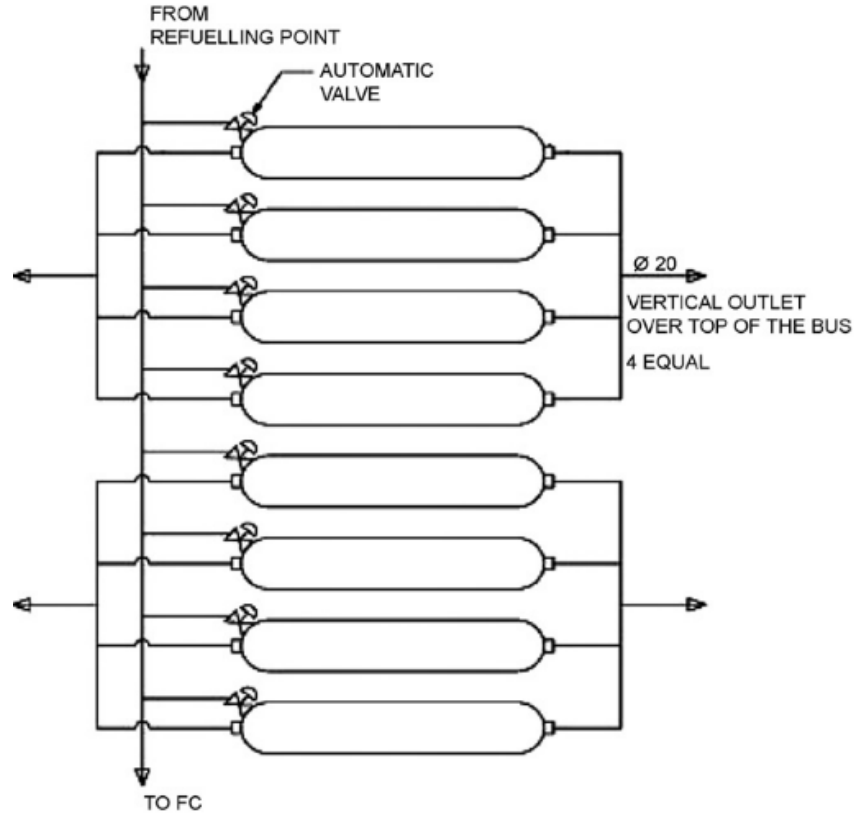 FROM
REFUELLING POINT
AUTOMATIC
VALVE
Ø 20
VERTICAL OUTLET
OVER TOP OF THE BUS
4 EQUAL
TO FC